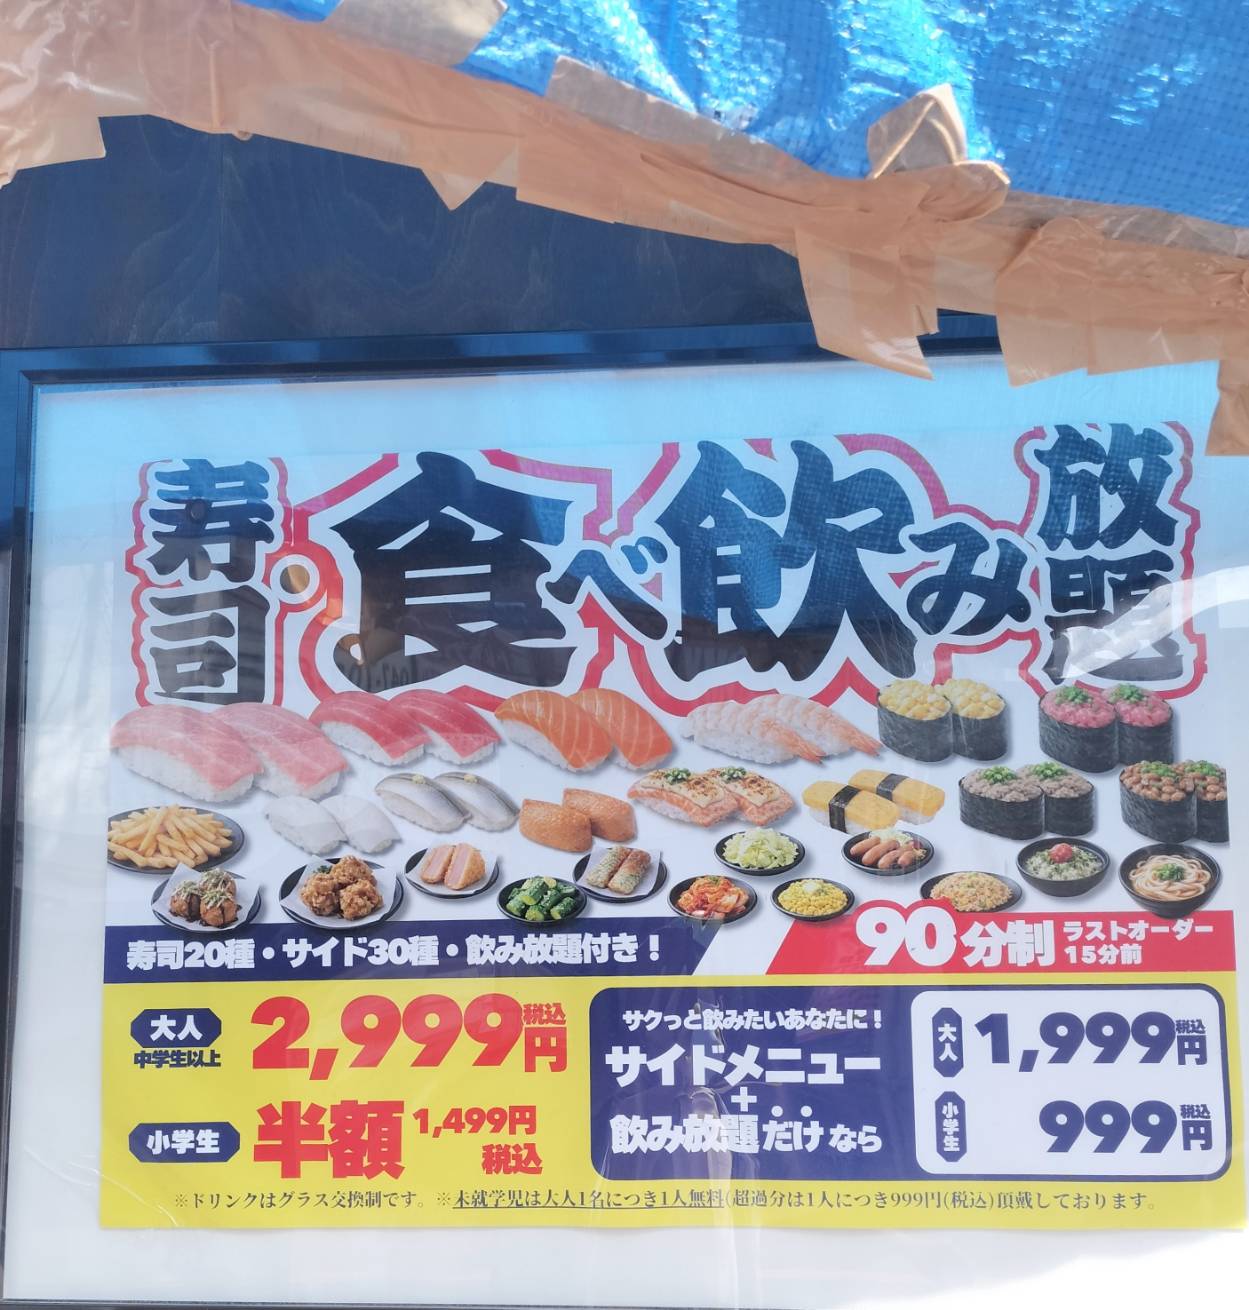 寿司・食べ飲み放題
寿司20種・サイド30種・飲み放題付き！
90分制 ラストオーダー
15分前
大人
中学生以上
2,999円 税込
小学生
半額 1,499円
税込
サクっと飲みたいあなたに！
サイドメニュー
+
飲み放題だけなら
大人 1,999円 税込
小学生 999円 税込
※ドリンクはグラス交換制です。※未就学児は大人1名につき1人無料(超過分は1人につき999円(税込)頂戴しております。